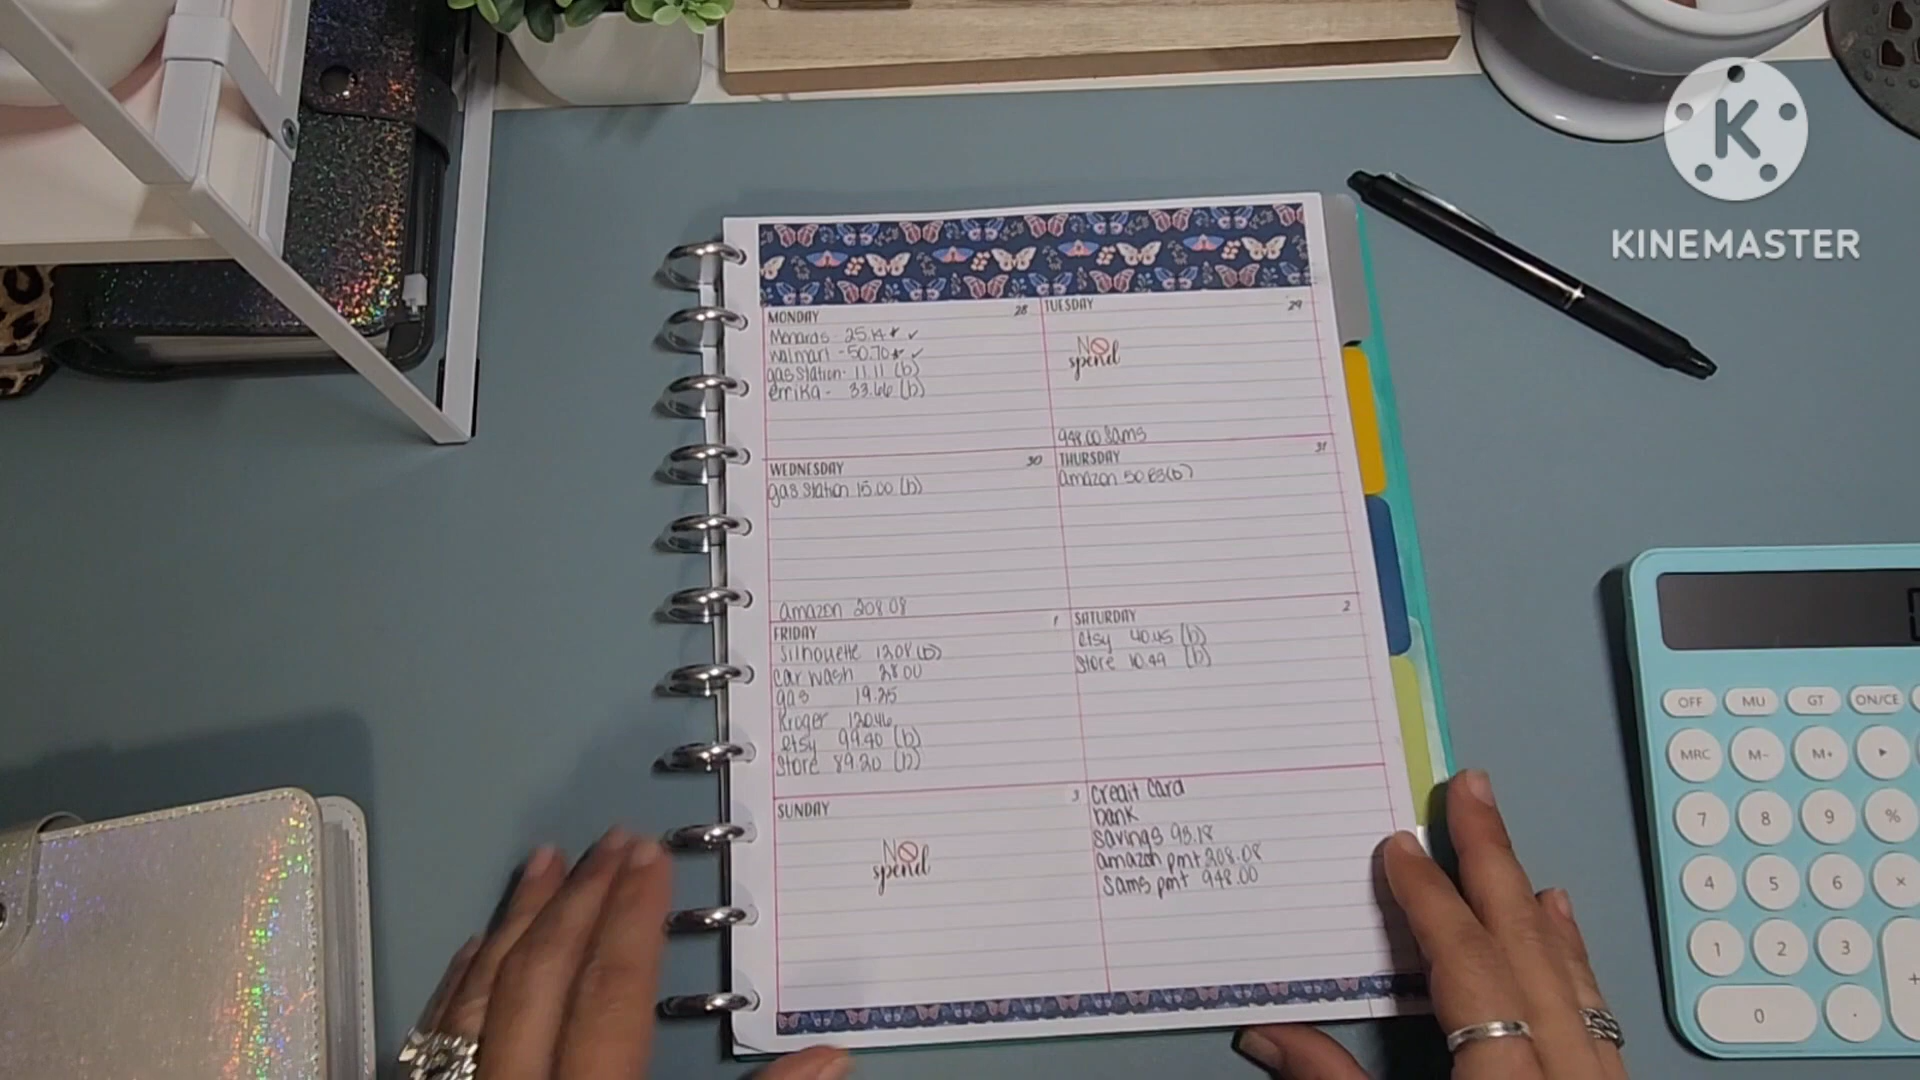 KINEMASTER
MONDAY 28
Menards 25.14 * ✓
walmart - 50.70 * ✓
gas station - 11.11 (b)
errika - 33.66 (b)
TUESDAY 29
NO
spend
948.00 Sams
WEDNESDAY 30
gas station 15.00 (b)
amazon 208.08
THURSDAY 31
amazon 50.83 (b)
FRIDAY 1
Silhouette (b)
car wash 28.00
gas 19.25
Kroger 120.46
etsy 99.40 (b)
Store 89.20 (b)
SATURDAY 2
etsy 40.45 (b)
Store 10.49 (b)
SUNDAY 3
NO
spend
credit card
bank
savings 93.18
amazon pmt 208.08
Sams pmt 948.00
OFF MU GT ON/CE
MRC M- M+ ▶
7 8 9 %
4 5 6 ×
1 2 3 +
0 .